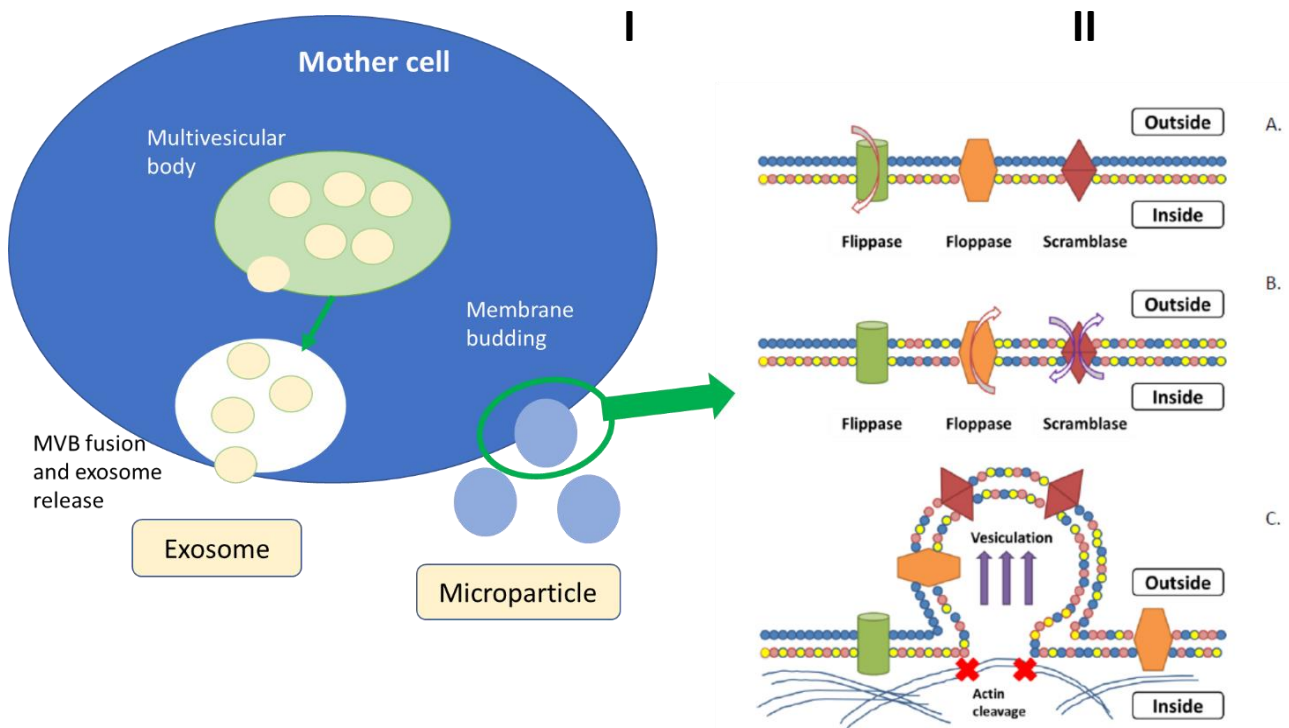 I
Mother cell
Multivesicular
body
Membrane
budding
MVB fusion
and exosome
release
Exosome
Microparticle
II
A.
Outside
Inside
Flippase
Floppase
Scramblase
B.
Outside
Inside
Flippase
Floppase
Scramblase
C.
Vesiculation
Outside
Actin
cleavage
Inside